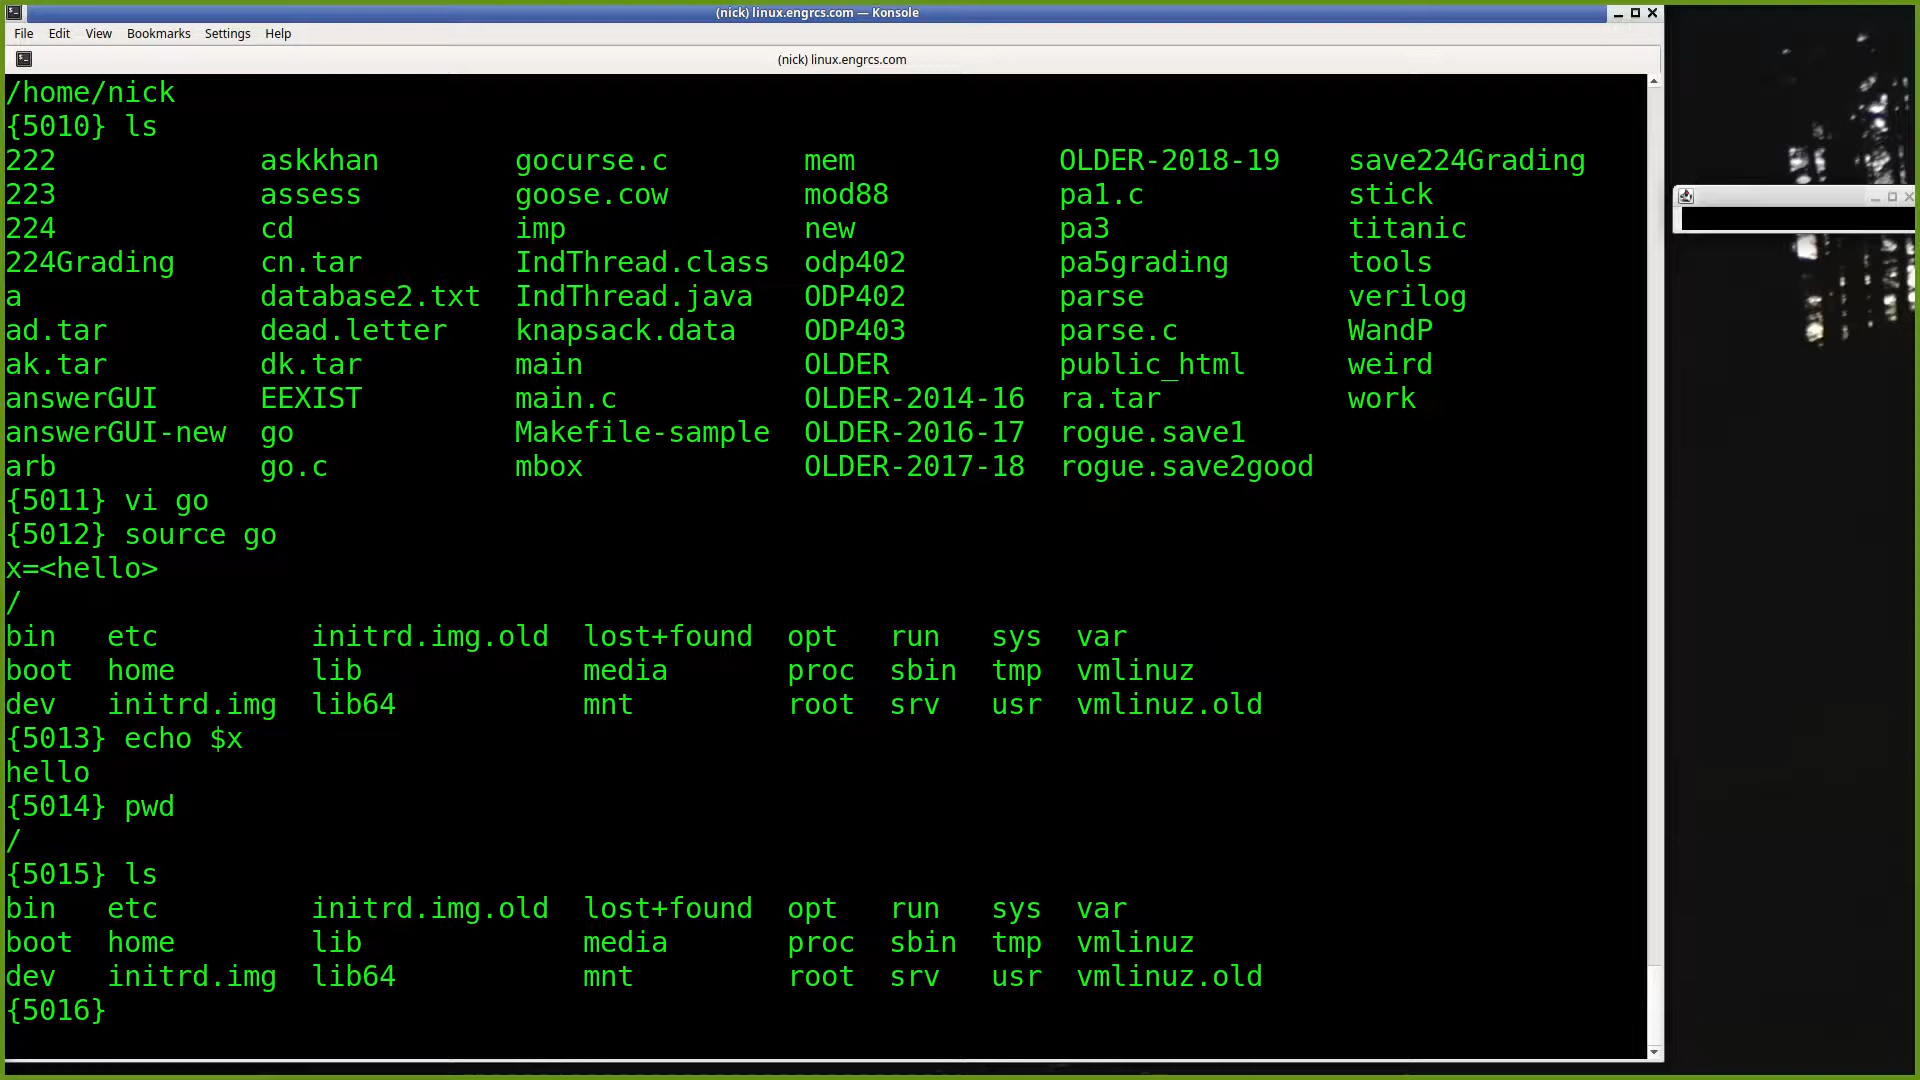 (nick) linux.engrcs.com — Konsole
File Edit View Bookmarks Settings Help
(nick) linux.engrcs.com
/home/nick
{5010} ls
222 askkhan gocurse.c mem OLDER-2018-19 save224Grading
223 assess goose.cow mod88 pa1.c stick
224 cd imp new pa3 titanic
224Grading cn.tar IndThread.class odp402 pa5grading tools
a database2.txt IndThread.java ODP402 parse verilog
ad.tar dead.letter knapsack.data ODP403 parse.c WandP
ak.tar dk.tar main OLDER public_html weird
answerGUI EEXIST main.c OLDER-2014-16 ra.tar work
answerGUI-new go Makefile-sample OLDER-2016-17 rogue.save1
arb go.c mbox OLDER-2017-18 rogue.save2good
{5011} vi go
{5012} source go
x=<hello>
/
bin etc initrd.img.old lost+found opt run sys var
boot home lib media proc sbin tmp vmlinuz
dev initrd.img lib64 mnt root srv usr vmlinuz.old
{5013} echo $x
hello
{5014} pwd
/
{5015} ls
bin etc initrd.img.old lost+found opt run sys var
boot home lib media proc sbin tmp vmlinuz
dev initrd.img lib64 mnt root srv usr vmlinuz.old
{5016}